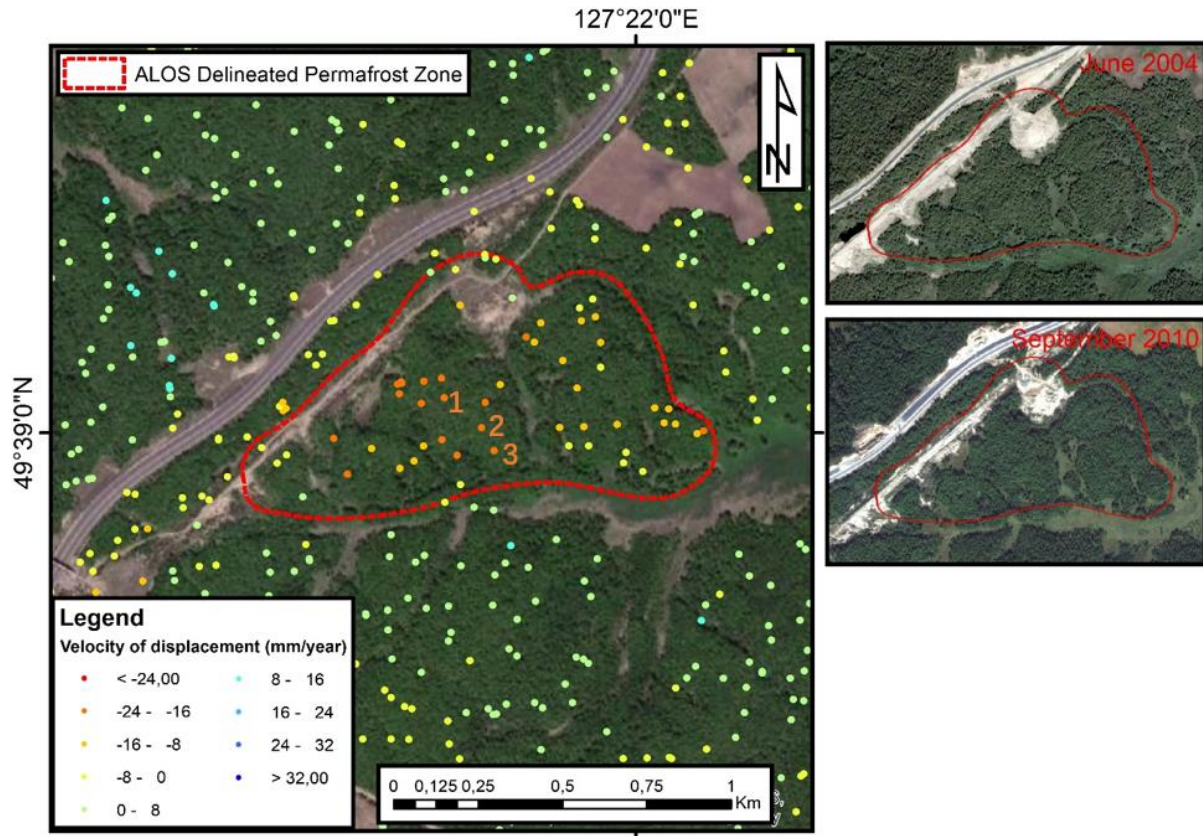 127°22'0"E
ALOS Delineated Permafrost Zone
N
June 2004
September 2010
49°39'0"N
1
2
3
Legend
Velocity of displacement (mm/year)
< -24,00
-24 - -16
-16 - -8
-8 - 0
0 - 8
8 - 16
16 - 24
24 - 32
> 32,00
0 0,125 0,25 0,5 0,75 1
Km